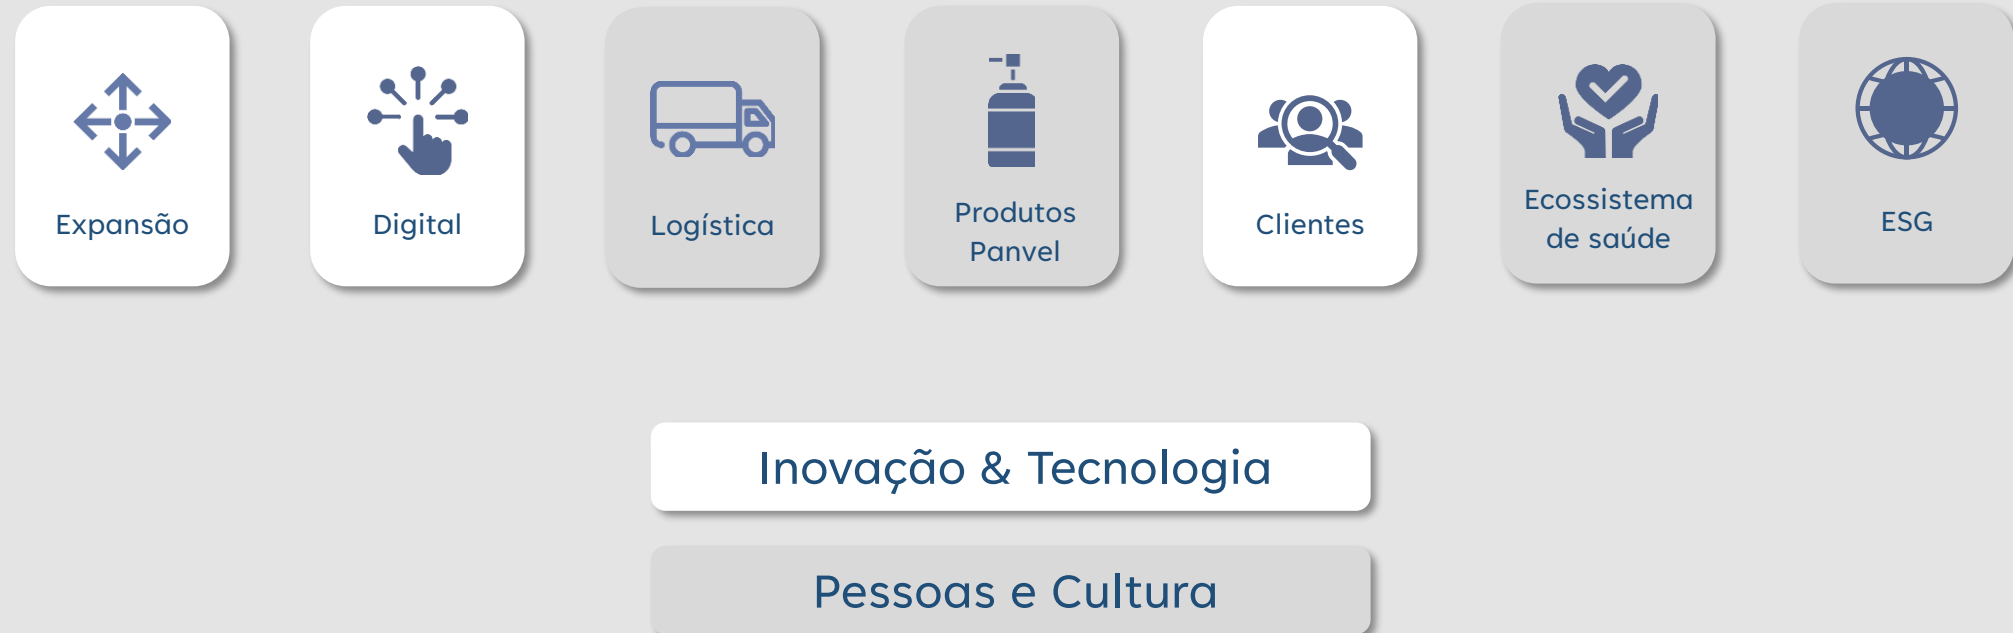 Expansão
Digital
Logística
Produtos
Panvel
Clientes
Ecossistema
de saúde
ESG
Inovação & Tecnologia
Pessoas e Cultura